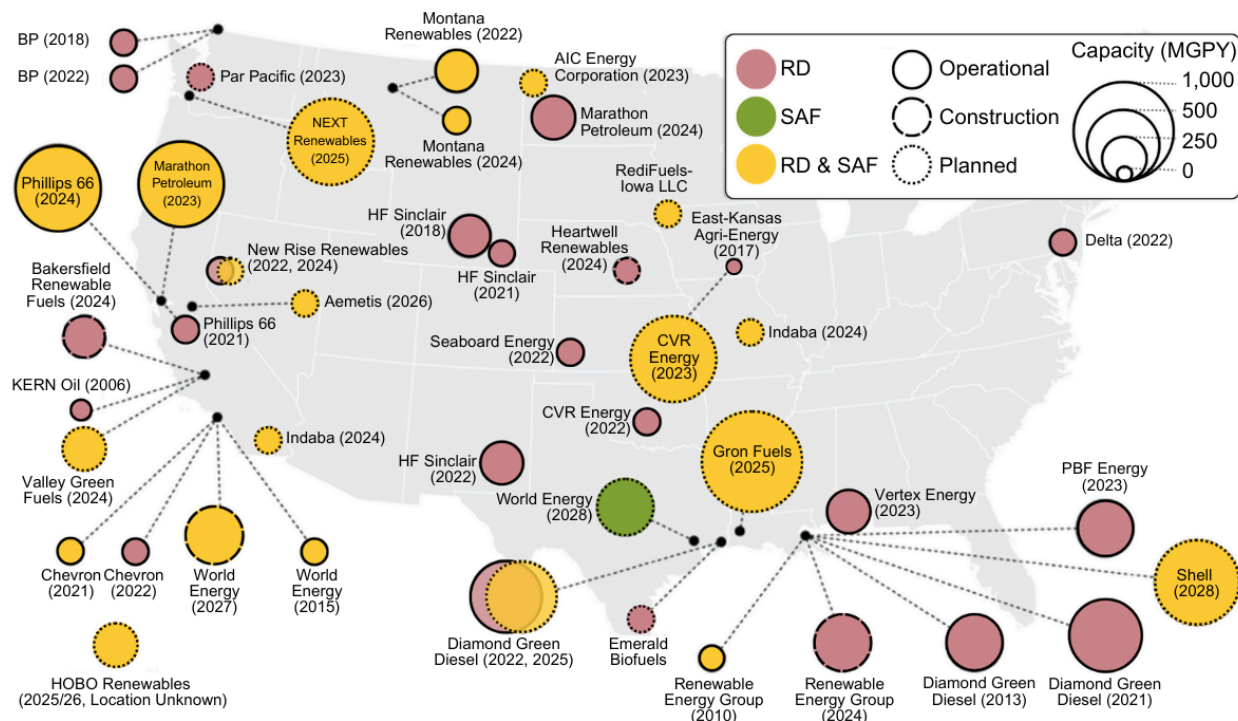 BP (2018)
BP (2022)
Par Pacific (2023)
Montana
Renewables (2022)
Montana
Renewables (2024)
AIC Energy
Corporation (2023)
Marathon
Petroleum (2024)
RD
SAF
RD & SAF
Operational
Construction
Planned
Capacity (MGPY)
1,000
500
250
0
NEXT
Renewables
(2025)
Phillips 66
(2024)
Marathon
Petroleum
(2023)
RediFuels-
Iowa LLC
HF Sinclair
(2018)
HF Sinclair
(2021)
Heartwell
Renewables
(2024)
East-Kansas
Agri-Energy
(2017)
Delta (2022)
New Rise Renewables
(2022, 2024)
Bakersfield
Renewable
Fuels (2024)
Aemetis (2026)
Phillips 66
(2021)
Seaboard Energy
(2022)
CVR
Energy
(2023)
Indaba (2024)
KERN Oil (2006)
CVR Energy
(2022)
Indaba (2024)
Valley Green
Fuels (2024)
HF Sinclair
(2022)
Gron Fuels
(2025)
World Energy
(2028)
Vertex Energy
(2023)
PBF Energy
(2023)
Chevron
(2021)
Chevron
(2022)
World
Energy
(2027)
World
Energy
(2015)
Shell
(2028)
HOBO Renewables
(2025/26, Location Unknown)
Diamond Green
Diesel (2022, 2025)
Emerald
Biofuels
Renewable
Energy Group
(2010)
Renewable
Energy Group
(2024)
Diamond Green
Diesel (2013)
Diamond Green
Diesel (2021)